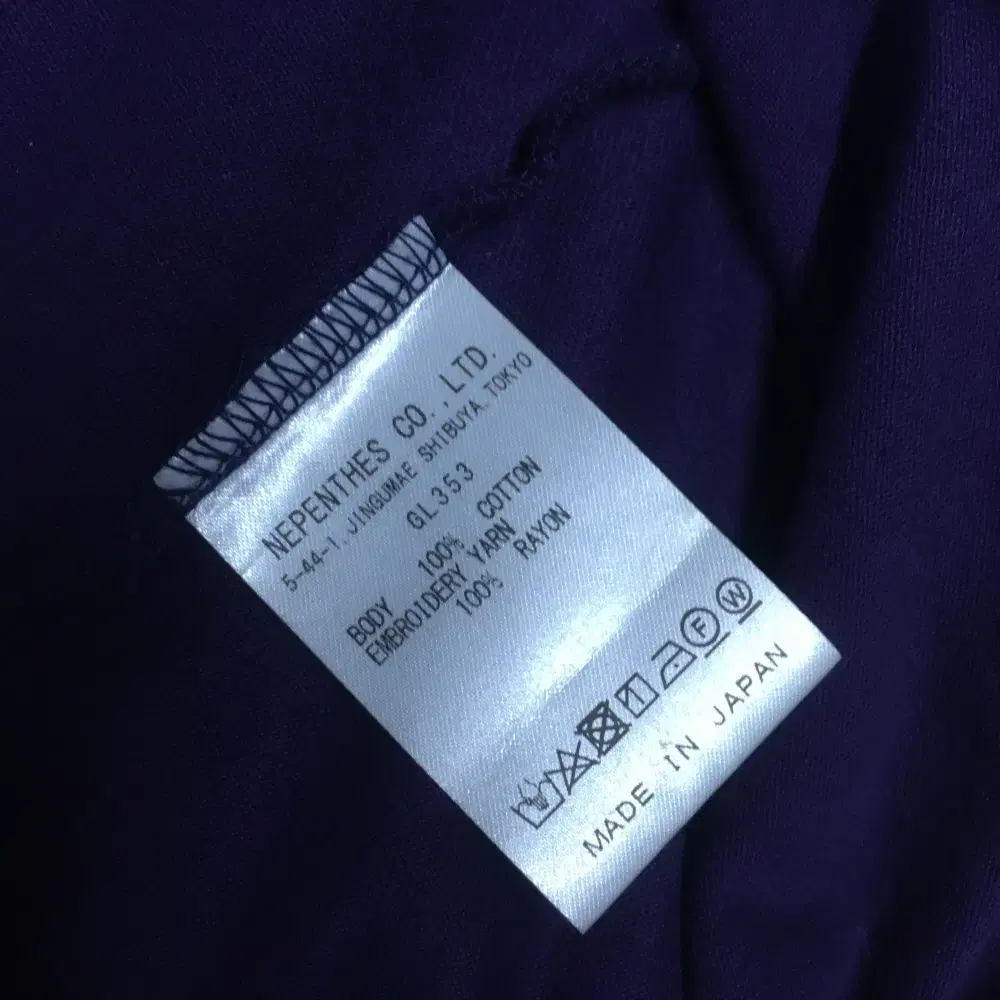 NEPENTHES CO.,LTD.
5-44-1, JINGUMAE SHIBUYA, TOKYO
GL353
BODY 100% COTTON
EMBROIDERY YARN
100% RAYON
F W
MADE IN JAPAN